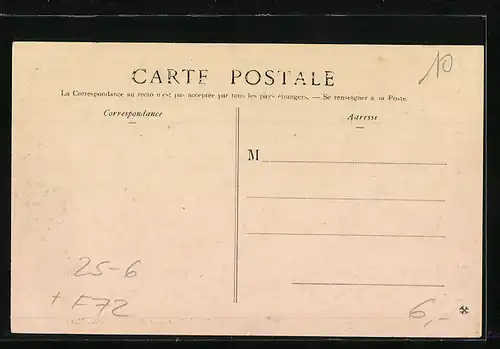 10
CARTE POSTALE
La Correspondance au recto n'est pas acceptée par tous les pays étrangers. — Se renseigner à la Poste
Correspondance
Adresse
M
25-6
+ F72
6,-